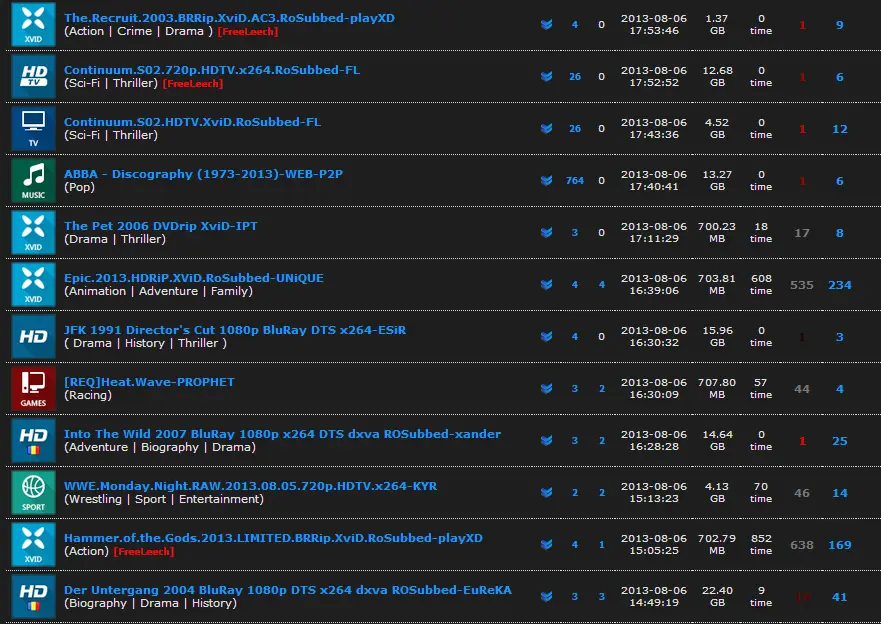 The.Recruit.2003.BRRip.XviD.AC3.RoSubbed-playXD 4 0 2013-08-06 1.37 0 1 9
XVID (Action | Crime | Drama ) [FreeLeech] 17:53:46 GB time
HD TV Continuum.S02.720p.HDTV.x264.RoSubbed-FL 26 0 2013-08-06 12.68 0 1 6
(Sci-Fi | Thriller) [FreeLeech] 17:52:52 GB time
Continuum.S02.HDTV.XviD.RoSubbed-FL 26 0 2013-08-06 4.52 0 1 12
TV (Sci-Fi | Thriller) 17:43:36 GB time
ABBA - Discography (1973-2013)-WEB-P2P 764 0 2013-08-06 13.27 0 1 6
MUSIC (Pop) 17:40:41 GB time
The Pet 2006 DVDrip XviD-IPT 3 0 2013-08-06 700.23 18 17 8
XVID (Drama | Thriller) 17:11:29 MB time
Epic.2013.HDRiP.XViD.RoSubbed-UNiQUE 4 4 2013-08-06 703.81 608 535 234
XVID (Animation | Adventure | Family) 16:39:06 MB time
HD JFK 1991 Director's Cut 1080p BluRay DTS x264-ESiR 4 0 2013-08-06 15.96 0 1 3
( Drama | History | Thriller ) 16:30:32 GB time
[REQ]Heat.Wave-PROPHET 3 2 2013-08-06 707.80 57 44 4
GAMES (Racing) 16:30:09 MB time
HD Into The Wild 2007 BluRay 1080p x264 DTS dxva ROSubbed-xander 3 2 2013-08-06 14.64 0 1 25
(Adventure | Biography | Drama) 16:28:28 GB time
WWE.Monday.Night.RAW.2013.08.05.720p.HDTV.x264-KYR 2 2 2013-08-06 4.13 70 46 14
SPORT (Wrestling | Sport | Entertainment) 15:13:23 GB time
Hammer.of.the.Gods.2013.LIMITED.BRRip.XviD.RoSubbed-playXD 4 1 2013-08-06 702.79 852 638 169
XVID (Action) [FreeLeech] 15:05:25 MB time
HD Der Untergang 2004 BluRay 1080p DTS x264 dxva ROSubbed-EuReKA 3 3 2013-08-06 22.40 9 41
(Biography | Drama | History) 14:49:19 GB time